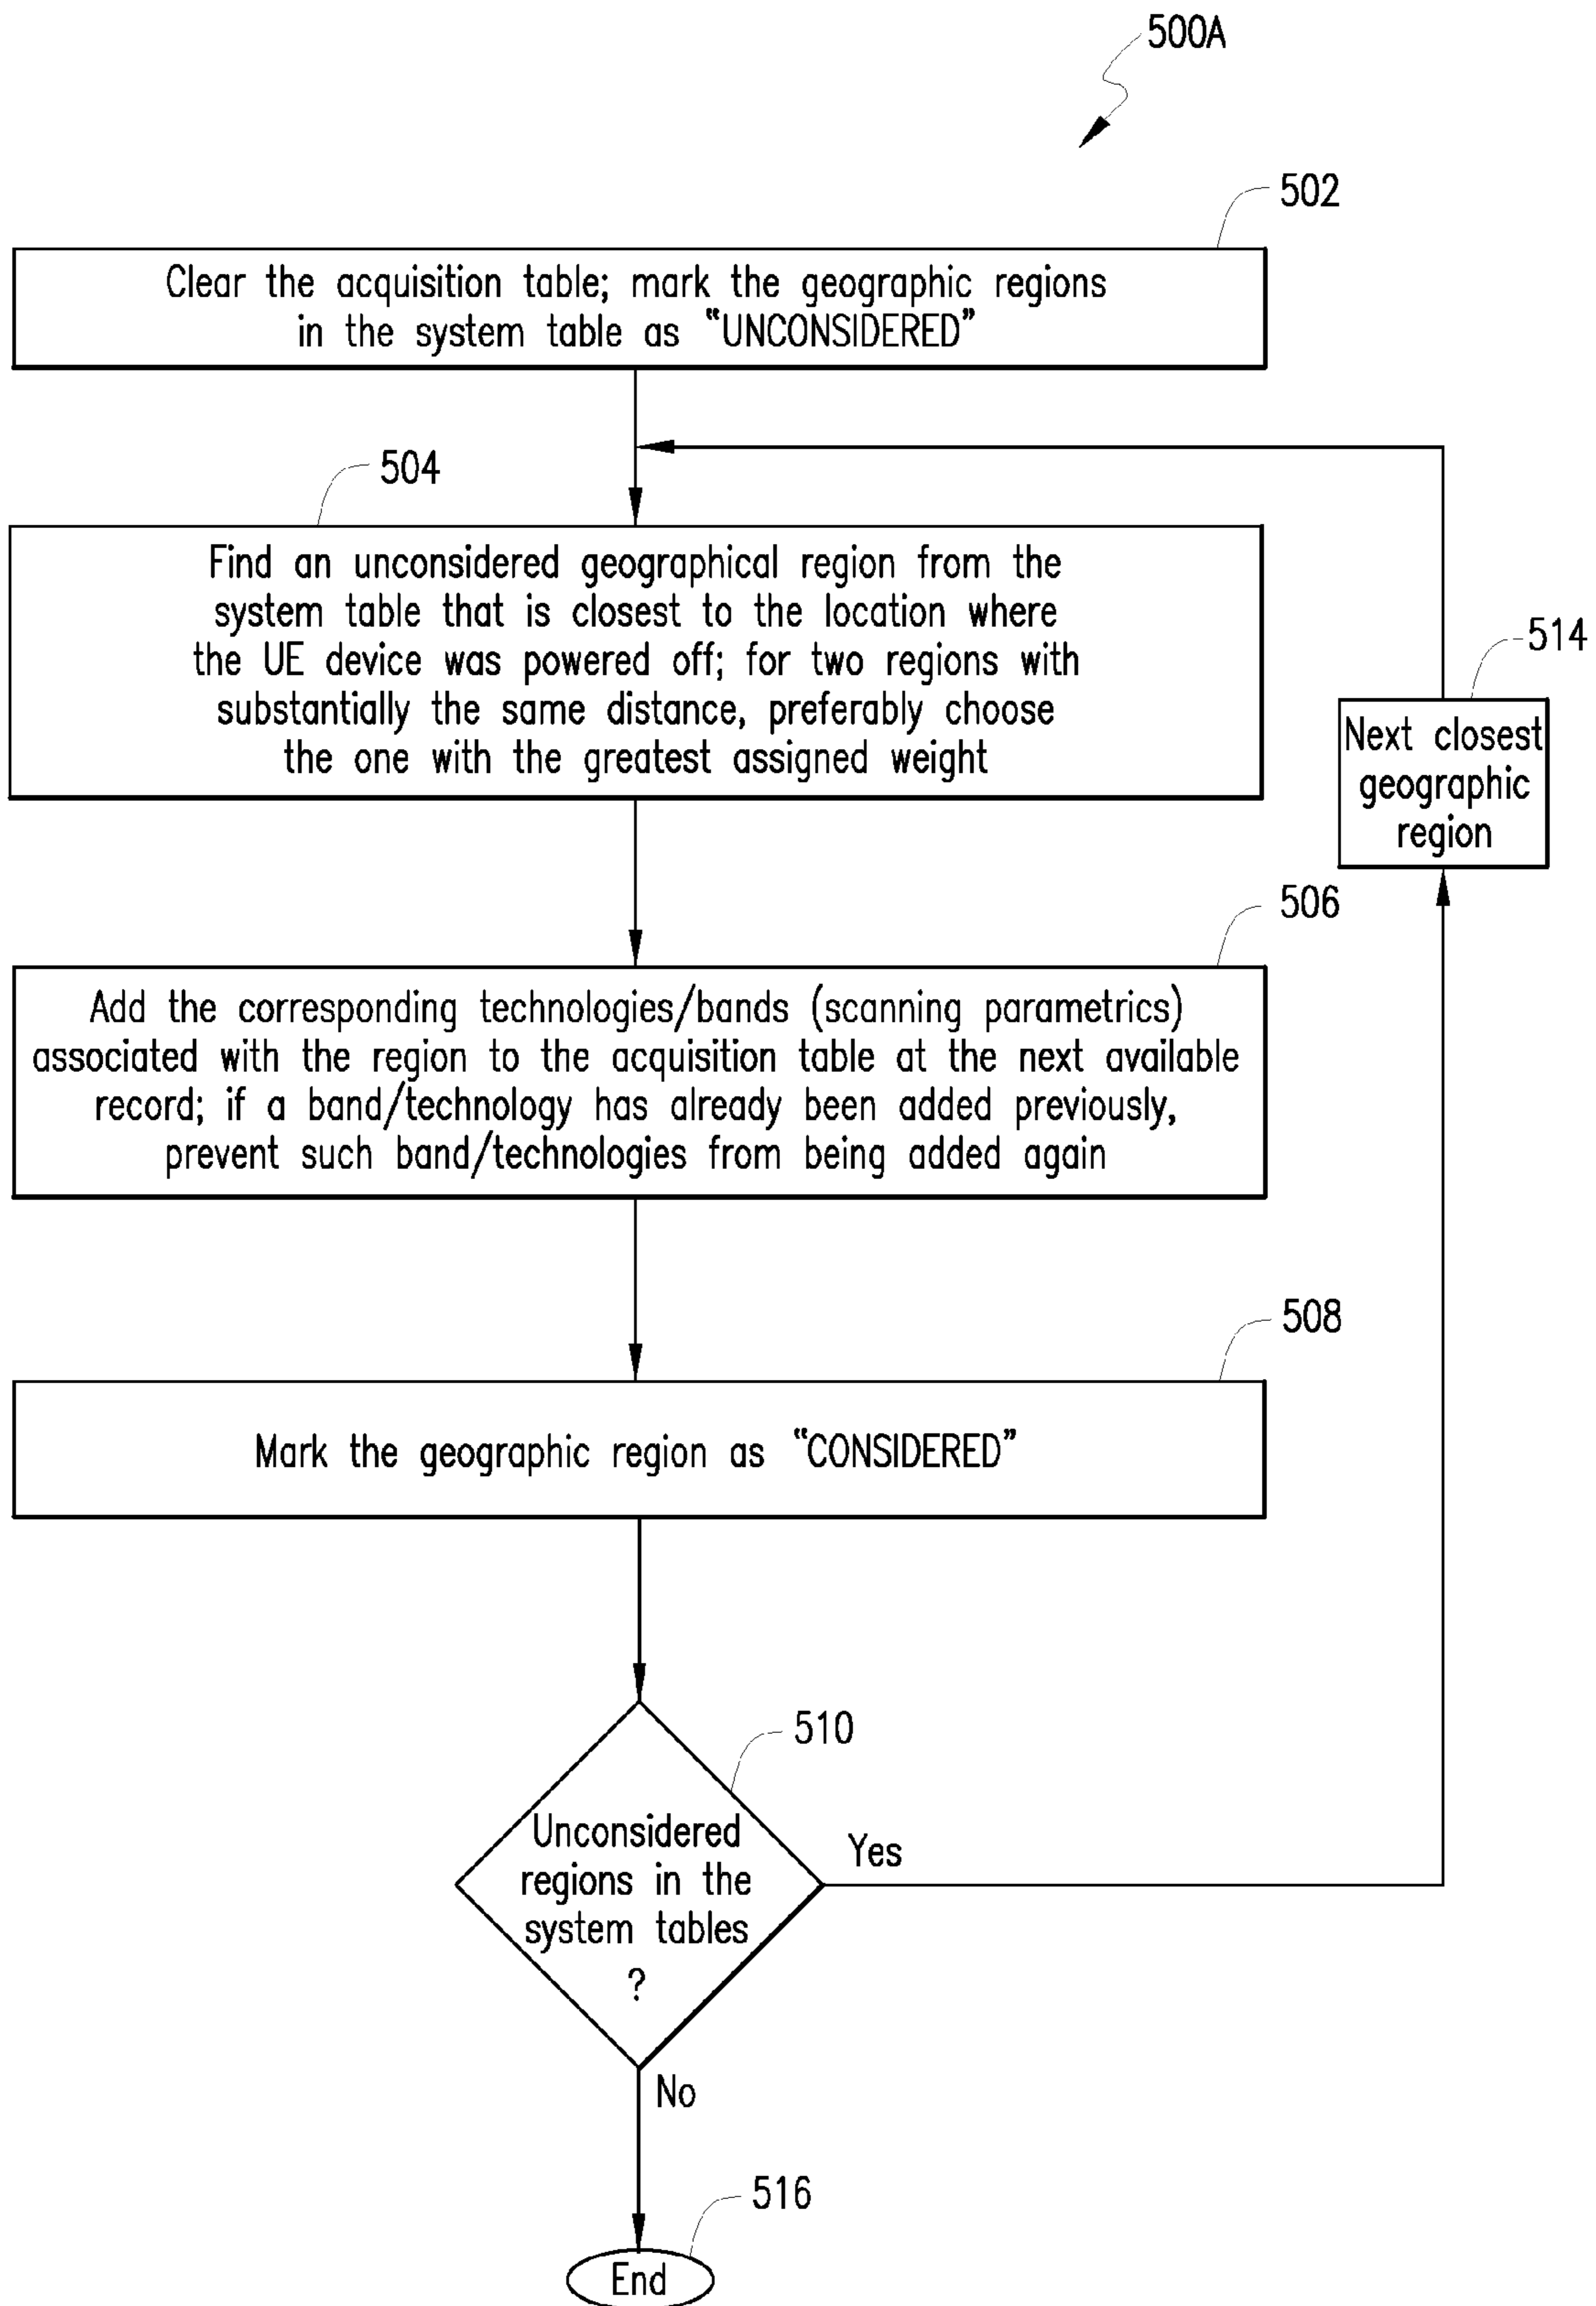 500A
502
Clear the acquisition table; mark the geographic regions
in the system table as “UNCONSIDERED”
504
Find an unconsidered geographical region from the
system table that is closest to the location where
the UE device was powered off; for two regions with
substantially the same distance, preferably choose
the one with the greatest assigned weight
514
Next closest
geographic
region
506
Add the corresponding technologies/bands (scanning parametrics)
associated with the region to the acquisition table at the next available
record; if a band/technology has already been added previously,
prevent such band/technologies from being added again
508
Mark the geographic region as “CONSIDERED”
510
Unconsidered
regions in the
system tables
?
Yes
No
516
End